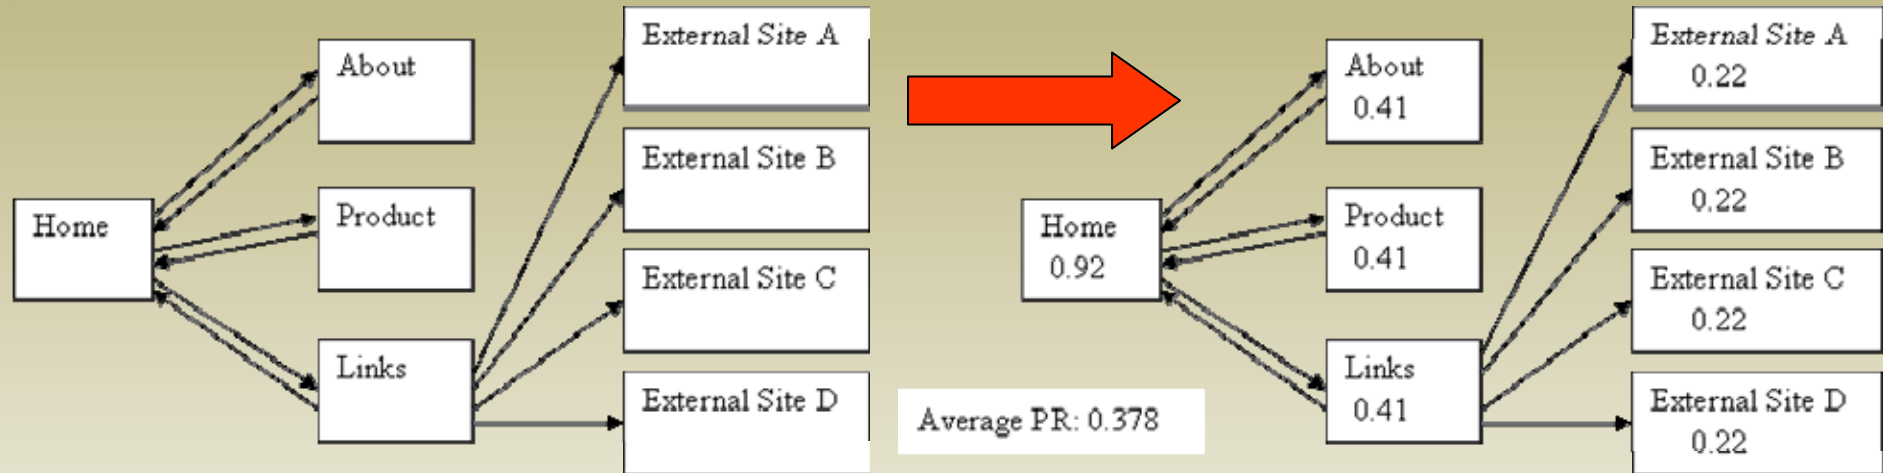 Home
About
Product
Links
External Site A
External Site B
External Site C
External Site D
Average PR: 0.378
Home
0.92
About
0.41
Product
0.41
Links
0.41
External Site A
0.22
External Site B
0.22
External Site C
0.22
External Site D
0.22